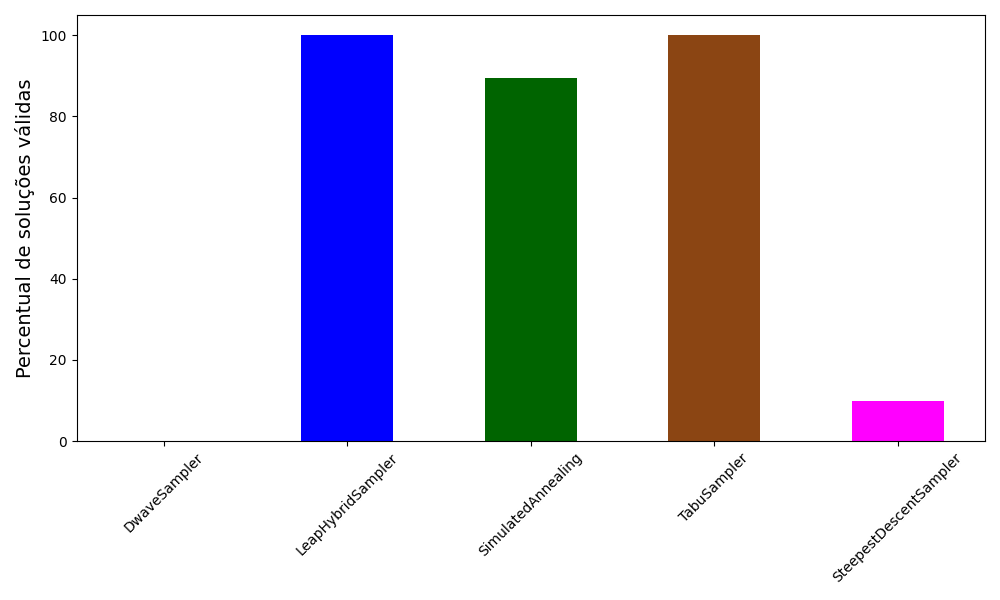 Percentual de soluções válidas
100
80
60
40
20
0
DwaveSampler
LeapHybridSampler
SimulatedAnnealing
TabuSampler
SteepestDescentSampler